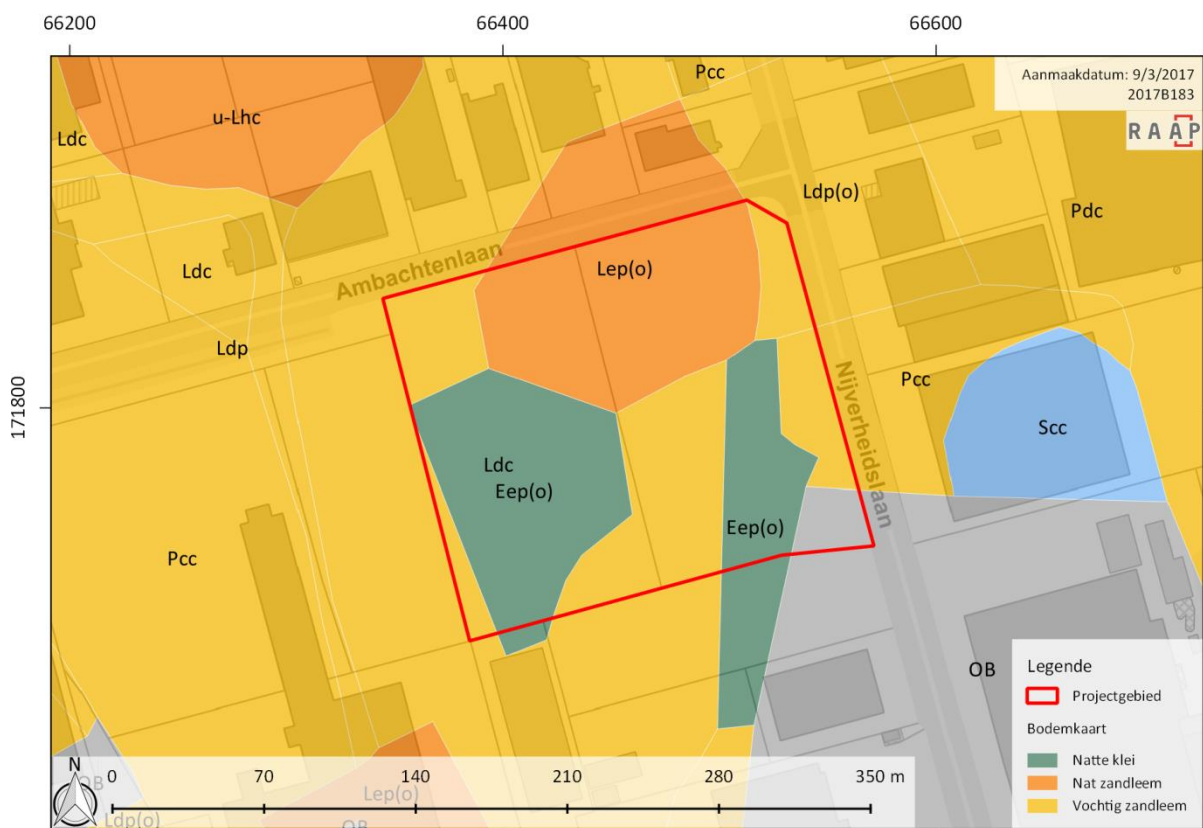 66200
66400
66600
Aanmaakdatum: 9/3/2017
2017B183
RAAP
171800
Pcc
u-Lhc
Ldc
Ldp(o)
Pdc
Ldc
Lep(o)
Ambachtenlaan
Ldp
Nijverheidslaan
Pcc
Scc
Ldc
Eep(o)
Eep(o)
Pcc
OB
Legende
Projectgebied
Bodemkaart
Natte klei
Nat zandleem
Vochtig zandleem
N
0 70 140 210 280 350 m
OB
Lep(o)
Ldp(o)
OB